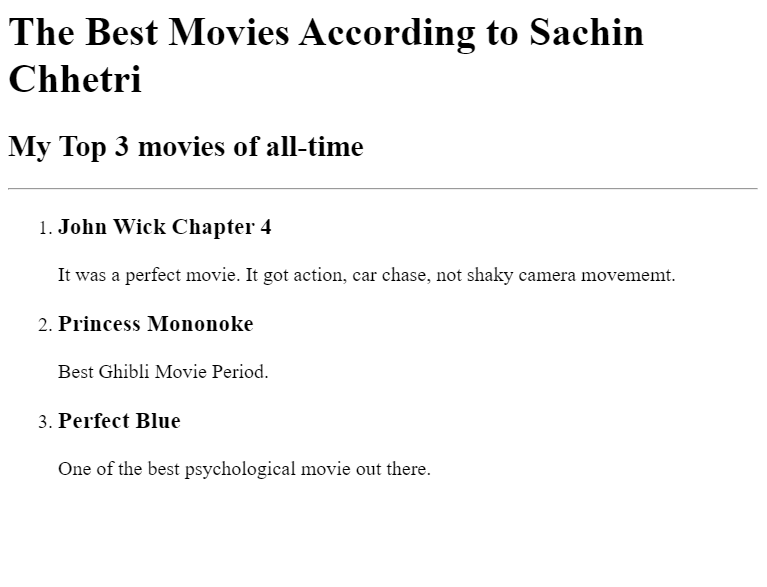 The Best Movies According to Sachin
Chhetri
My Top 3 movies of all-time
1. John Wick Chapter 4
It was a perfect movie. It got action, car chase, not shaky camera movememt.
2. Princess Mononoke
Best Ghibli Movie Period.
3. Perfect Blue
One of the best psychological movie out there.